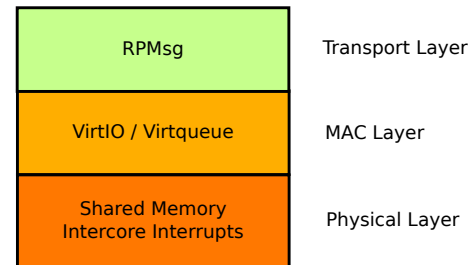 RPMsg
Transport Layer
VirtIO / Virtqueue
MAC Layer
Shared Memory
Intercore Interrupts
Physical Layer